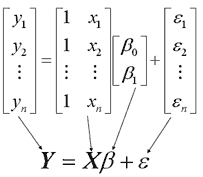 y₁ 1 x₁ ε₁
y₂ = 1 x₂ β₀ + ε₂
⋮ ⋮ ⋮ β₁ ⋮
yₙ 1 xₙ εₙ
Y = Xβ + ε